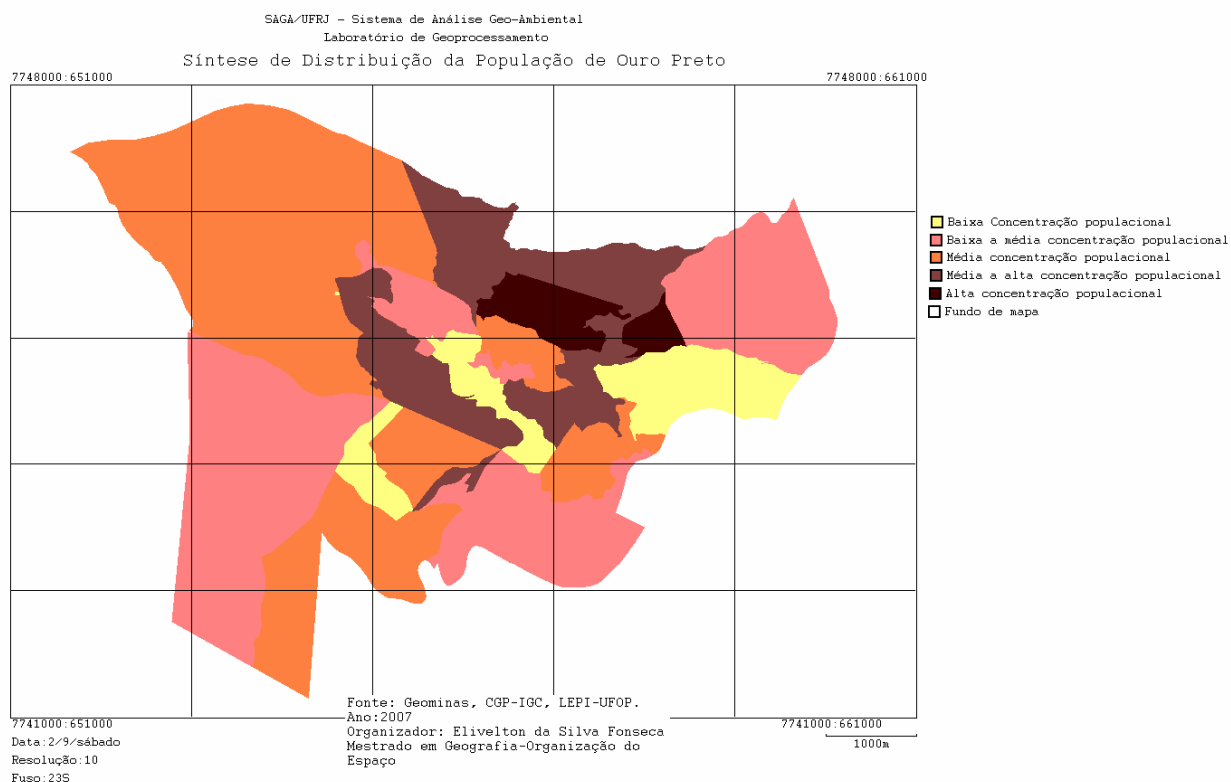 SAGA/UFRJ - Sistema de Análise Geo-Ambiental
Laboratório de Geoprocessamento
Síntese de Distribuição da População de Ouro Preto
7748000:651000
7748000:661000
Baixa Concentração populacional
Baixa a média concentração populacional
Média concentração populacional
Média a alta concentração populacional
Alta concentração populacional
Fundo de mapa
7741000:651000
7741000:661000
Data:2/9/sábado
Resolução:10
Fuso:23S
Fonte: Geominas, CGP-IGC, LEPI-UFOP.
Ano:2007
Organizador: Elivelton da Silva Fonseca
Mestrado em Geografia-Organização do
Espaço
1000m